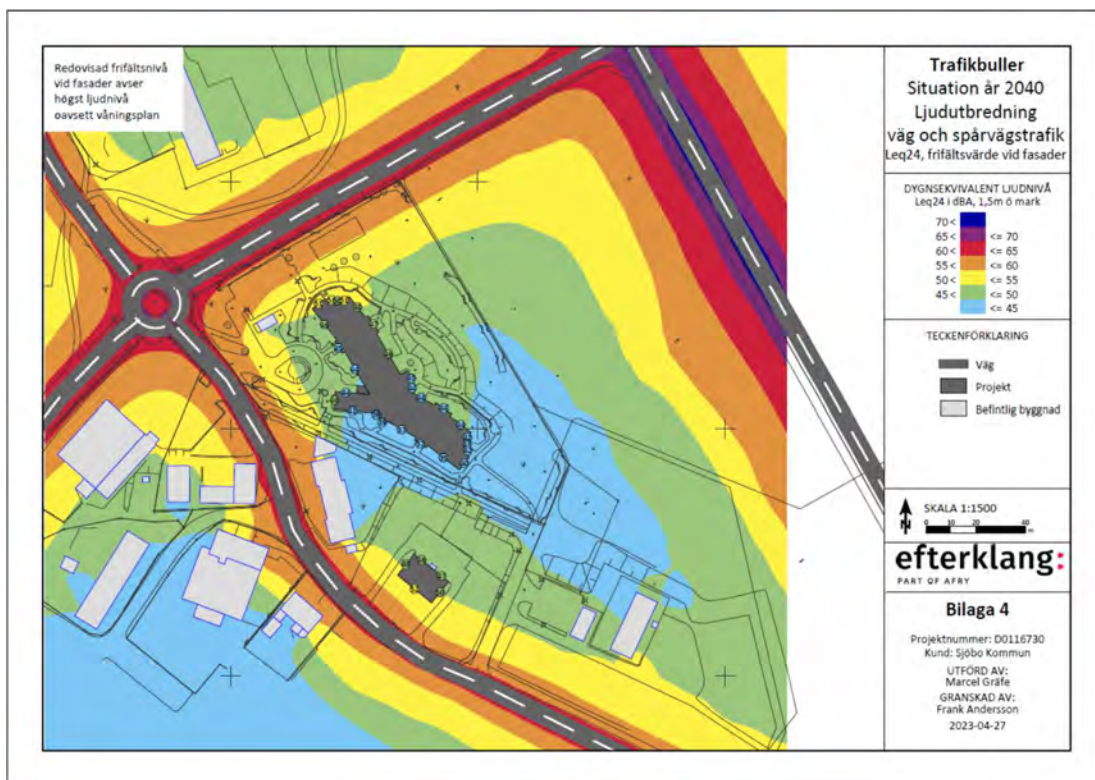 Redovisad frifältsnivå
vid fasader avser
högst ljudnivå
oavsett våningsplan
Trafikbuller
Situation år 2040
Ljudutbredning
väg och spårvägstrafik
Leq24, frifältsvärde vid fasader
DYGNSEKVIVALENT LJUDNIVÅ
Leq24 i dBA, 1,5m ö mark
70 <
65 < <= 70
60 < <= 65
55 < <= 60
50 < <= 55
45 < <= 50
<= 45
TECKENFÖRKLARING
Väg
Projekt
Befintlig byggnad
N
SKALA 1:1500
0 10 20 40
m
efterklang:
PART OF AFRY
Bilaga 4
Projektnummer: D0116730
Kund: Sjöbo Kommun
UTFÖRD AV:
Marcel Gräfe
GRANSKAD AV:
Frank Andersson
2023-04-27